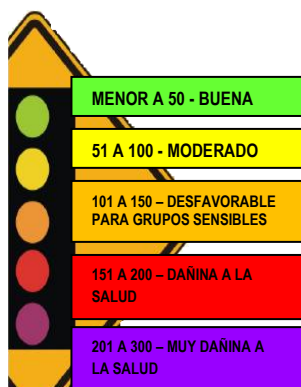 MENOR A 50 - BUENA
51 A 100 - MODERADO
101 A 150 – DESFAVORABLE
PARA GRUPOS SENSIBLES
151 A 200 – DAÑINA A LA
SALUD
201 A 300 – MUY DAÑINA A
LA SALUD